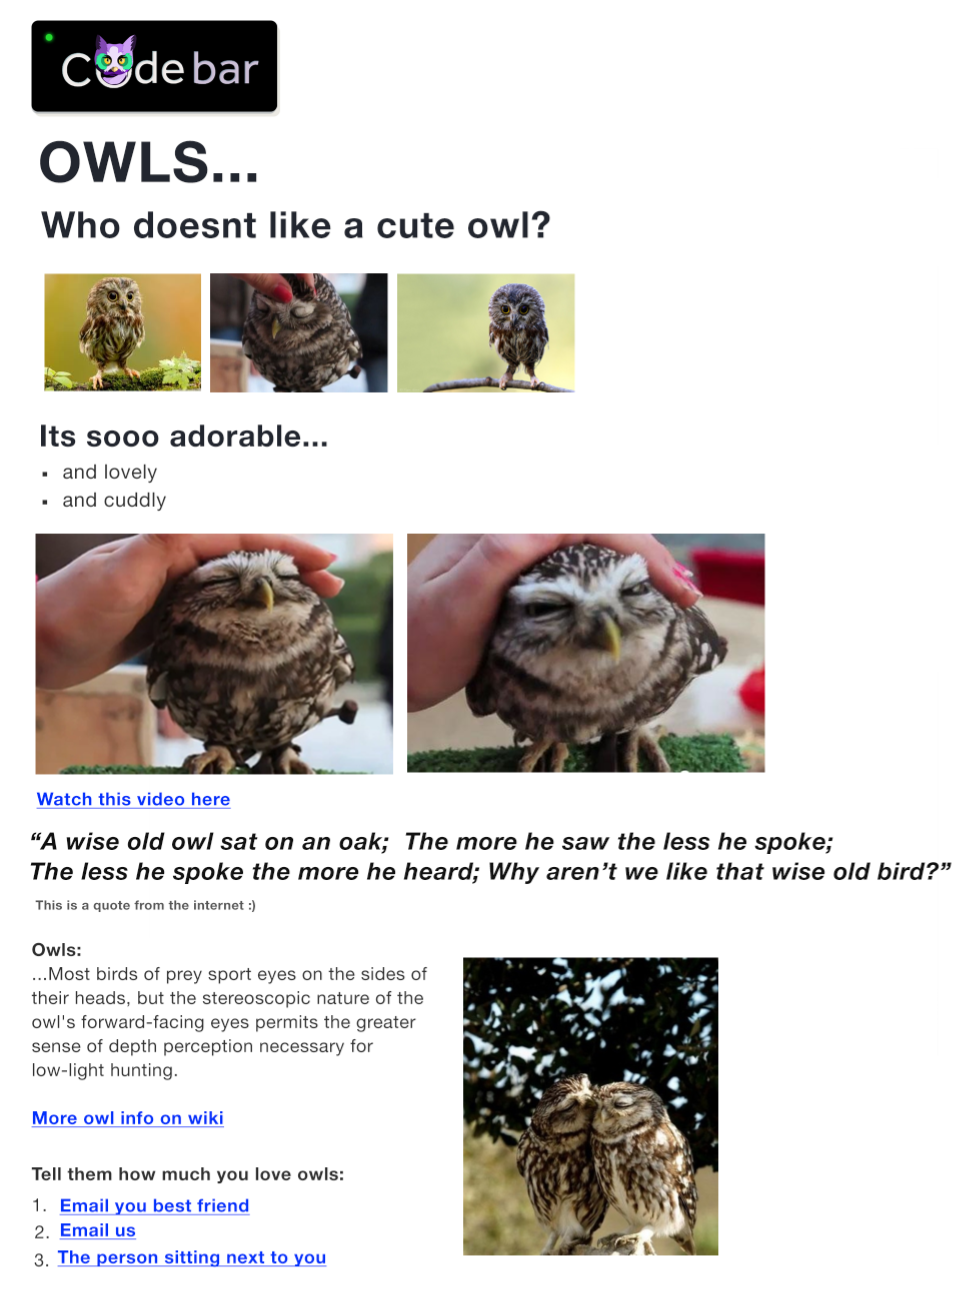 Codebar
OWLS...
Who doesnt like a cute owl?
Its sooo adorable...
▪ and lovely
▪ and cuddly
Watch this video here
“A wise old owl sat on an oak;  The more he saw the less he spoke;
The less he spoke the more he heard; Why aren’t we like that wise old bird?”
This is a quote from the internet :)
Owls:
...Most birds of prey sport eyes on the sides of
their heads, but the stereoscopic nature of the
owl's forward-facing eyes permits the greater
sense of depth perception necessary for
low-light hunting.
More owl info on wiki
Tell them how much you love owls:
1. Email you best friend
2. Email us
3. The person sitting next to you